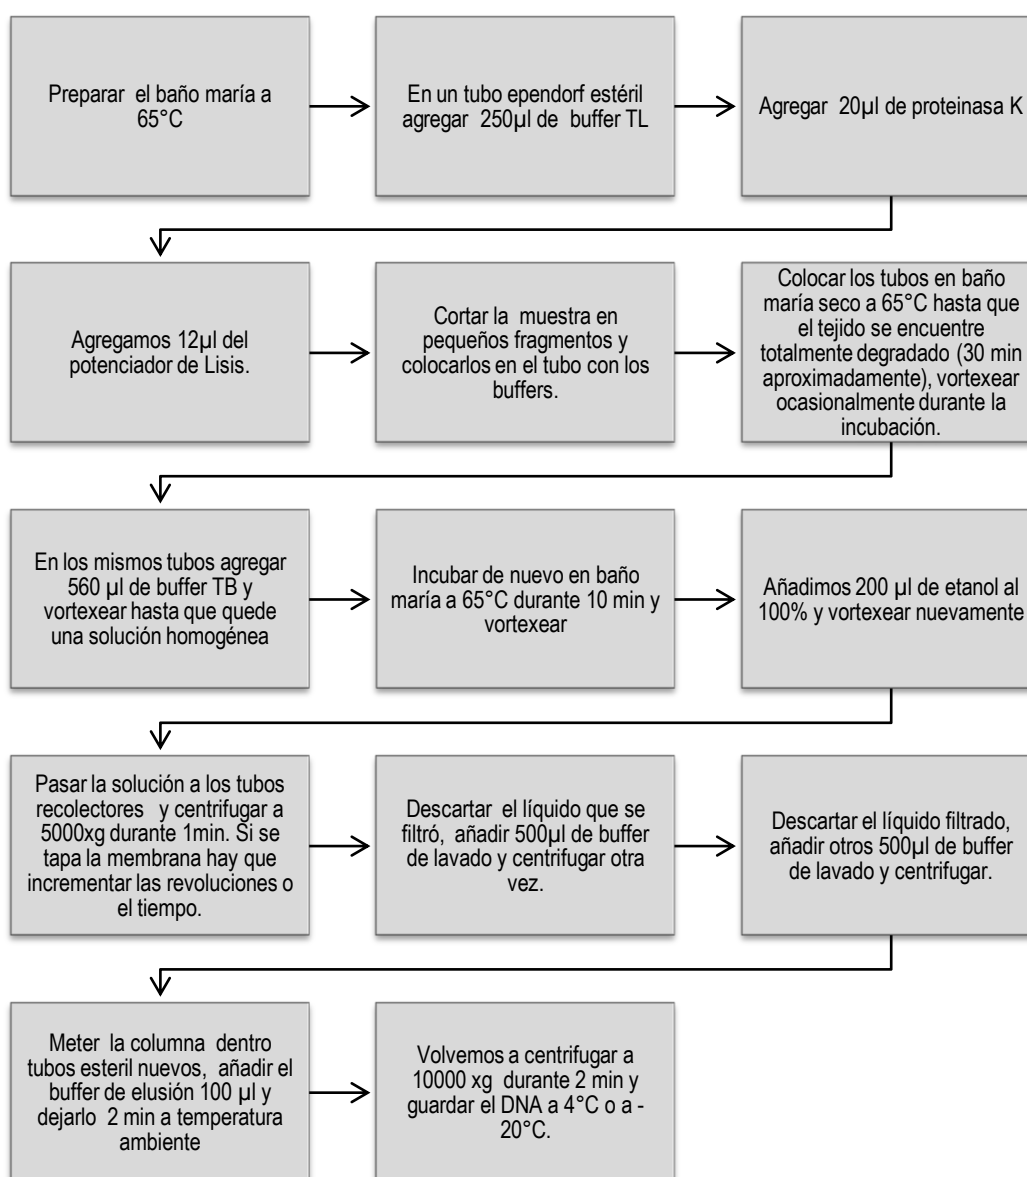 Preparar el baño maría a
65°C
En un tubo ependorf estéril
agregar 250µl de buffer TL
Agregar 20µl de proteinasa K
Agregamos 12µl del
potenciador de Lisis.
Cortar la muestra en
pequeños fragmentos y
colocarlos en el tubo con los
buffers.
Colocar los tubos en baño
maría seco a 65°C hasta que
el tejido se encuentre
totalmente degradado (30 min
aproximadamente), vortexear
ocasionalmente durante la
incubación.
En los mismos tubos agregar
560 µl de buffer TB y
vortexear hasta que quede
una solución homogénea
Incubar de nuevo en baño
maría a 65°C durante 10 min y
vortexear
Añadimos 200 µl de etanol al
100% y vortexear nuevamente
Pasar la solución a los tubos
recolectores y centrifugar a
5000xg durante 1min. Si se
tapa la membrana hay que
incrementar las revoluciones o
el tiempo.
Descartar el líquido que se
filtró, añadir 500µl de buffer
de lavado y centrifugar otra
vez.
Descartar el líquido filtrado,
añadir otros 500µl de buffer
de lavado y centrifugar.
Meter la columna dentro
tubos esteril nuevos, añadir el
buffer de elusión 100 µl y
dejarlo 2 min a temperatura
ambiente
Volvemos a centrifugar a
10000 xg durante 2 min y
guardar el DNA a 4°C o a -
20°C.